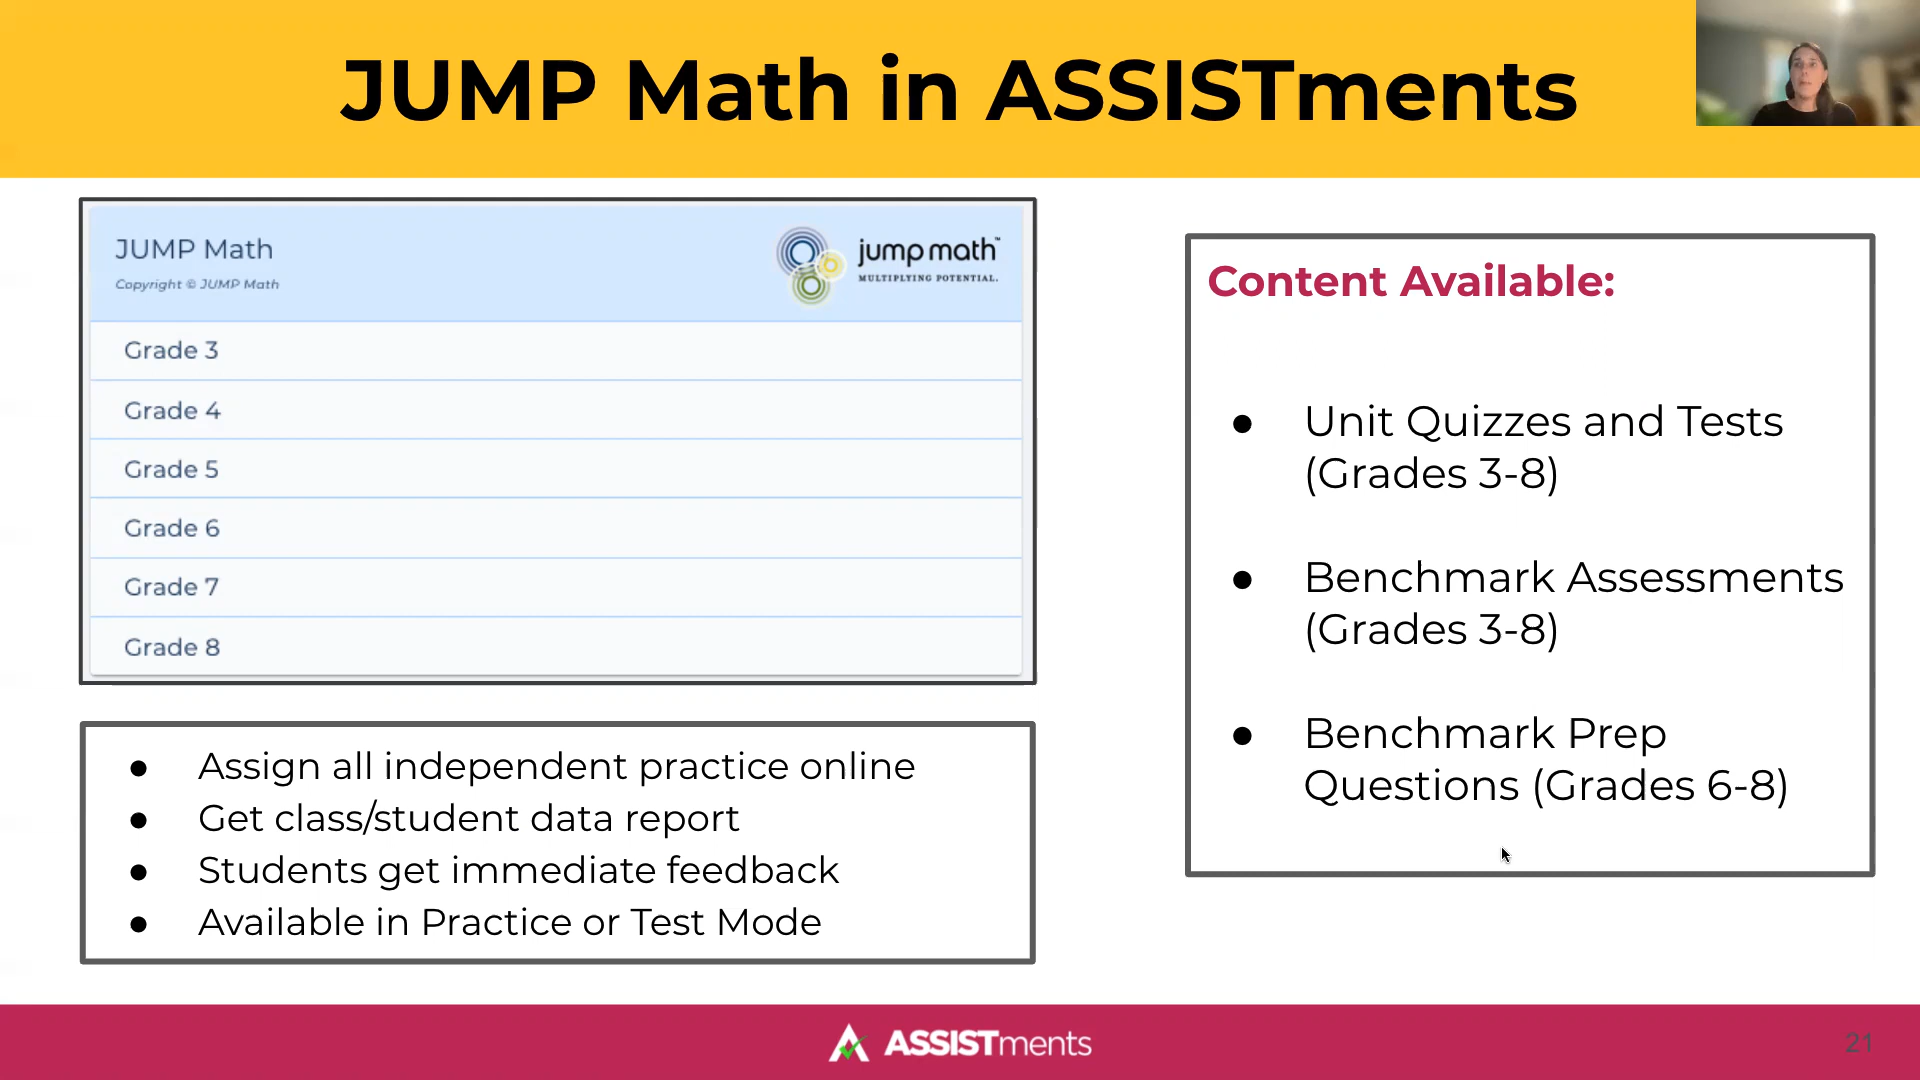 JUMP Math in ASSISTments
JUMP Math
Copyright © JUMP Math
jump math™
MULTIPLYING POTENTIAL.
Grade 3
Grade 4
Grade 5
Grade 6
Grade 7
Grade 8
● Assign all independent practice online
● Get class/student data report
● Students get immediate feedback
● Available in Practice or Test Mode
Content Available:
● Unit Quizzes and Tests
(Grades 3-8)
● Benchmark Assessments
(Grades 3-8)
● Benchmark Prep
Questions (Grades 6-8)
ASSISTments
21